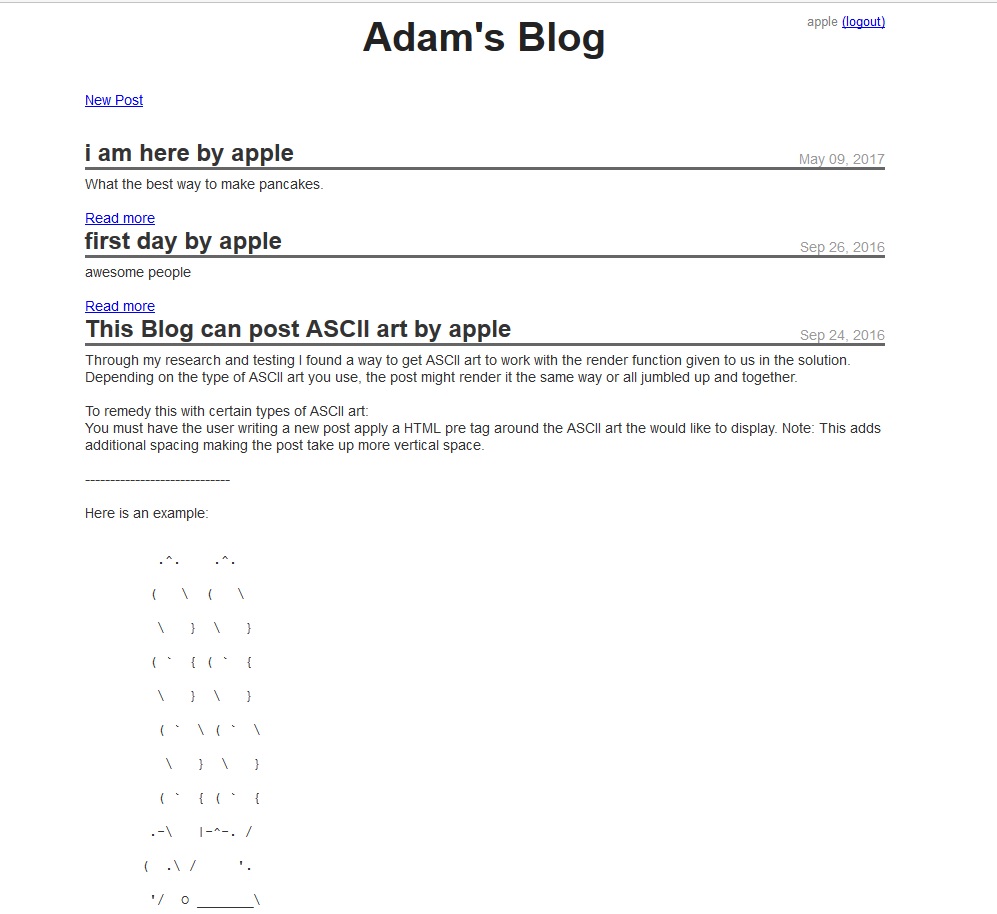 apple (logout)
Adam's Blog
New Post
i am here by apple
May 09, 2017
What the best way to make pancakes.
Read more
first day by apple
Sep 26, 2016
awesome people
Read more
This Blog can post ASCII art by apple
Sep 24, 2016
Through my research and testing I found a way to get ASCII art to work with the render function given to us in the solution.
Depending on the type of ASCII art you use, the post might render it the same way or all jumbled up and together.
To remedy this with certain types of ASCII art:
You must have the user writing a new post apply a HTML pre tag around the ASCII art the would like to display. Note: This adds
additional spacing making the post take up more vertical space.
-----------------------------
Here is an example:
  .^.    .^.
 (   \  (   \
  \   }  \   }
 ( `  { ( `  {
  \   }  \   }
  ( `  \ ( `  \
   \   }  \   }
  ( `  { ( `  {
 .-\   |-^-. /
(  .\ /     '.
 '/  o ________\